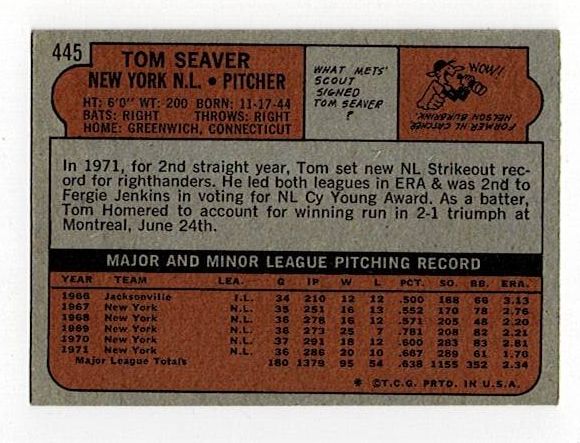 445
TOM SEAVER
NEW YORK N.L. • PITCHER
HT: 6'0" WT: 200 BORN: 11-17-44
BATS: RIGHT THROWS: RIGHT
HOME: GREENWICH, CONNECTICUT
WHAT METS'
SCOUT
SIGNED
TOM SEAVER
?
WOW!!
FORMER NL CATCHER
NELSON BURBRINK.
In 1971, for 2nd straight year, Tom set new NL Strikeout rec-
ord for righthanders. He led both leagues in ERA & was 2nd to
Fergie Jenkins in voting for NL Cy Young Award. As a batter,
Tom Homered to account for winning run in 2-1 triumph at
Montreal, June 24th.
MAJOR AND MINOR LEAGUE PITCHING RECORD
YEAR TEAM LEA. G IP W L PCT. SO. BB. ERA.
1966 Jacksonville I.L. 34 210 12 12 .500 188 66 3.13
1967 New York N.L. 35 251 16 13 .552 170 78 2.76
1968 New York N.L. 36 278 16 12 .571 205 48 2.20
1969 New York N.L. 36 273 25 7 .781 208 82 2.21
1970 New York N.L. 37 291 18 12 .600 283 83 2.81
1971 New York N.L. 36 286 20 10 .667 289 61 1.76
Major League Totals 180 1379 95 54 .638 1155 352 2.34
* ©T.C.G. PRTD. IN U.S.A.